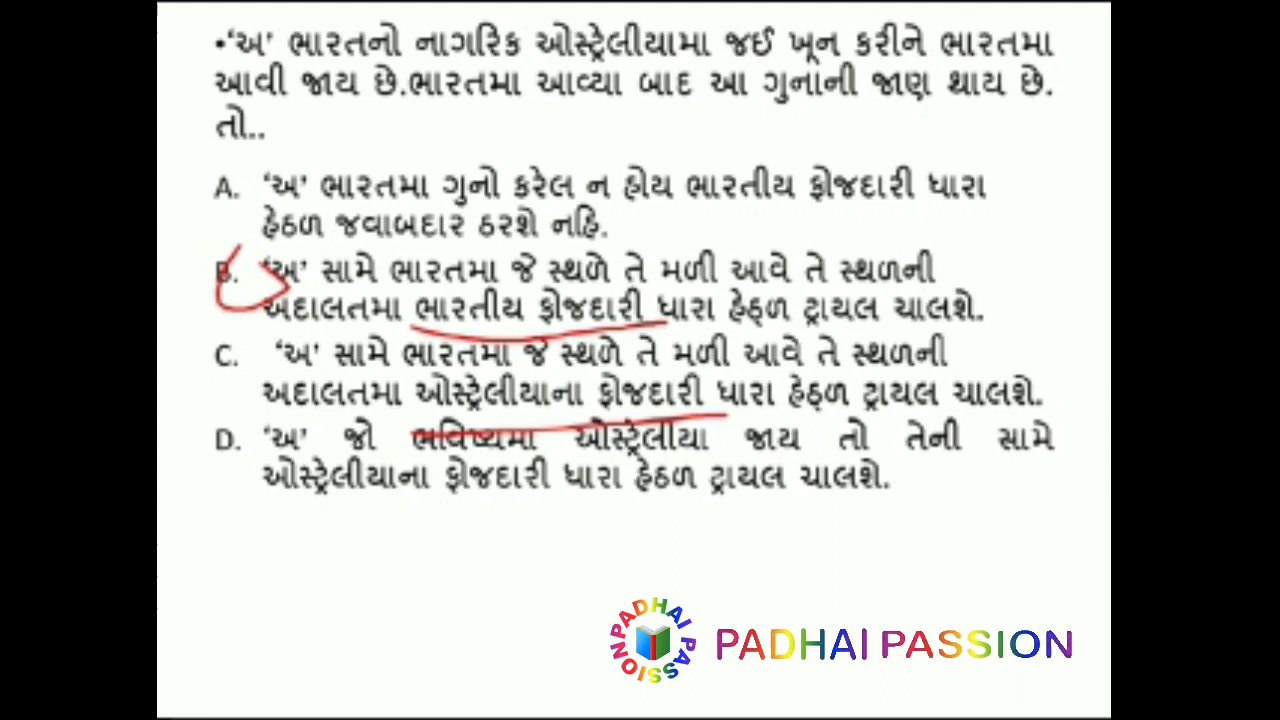 •'અ' ભારતનો નાગરિક ઓસ્ટ્રેલીયામા જઈ ખૂન કરીને ભારતમા
આવી જાય છે.ભારતમા આવ્યા બાદ આ ગુનાની જાણ થાય છે.
તો..
A. 'અ' ભારતમા ગુનો કરેલ ન હોય ભારતીય ફોજદારી ધારા
હેઠળ જવાબદાર ઠરશે નહિ.
B. 'અ' સામે ભારતમા જે સ્થળે તે મળી આવે તે સ્થળની
અદાલતમા ભારતીય ફોજદારી ધારા હેઠ્ળ ટ્રાયલ ચાલશે.
C. 'અ' સામે ભારતમા જે સ્થળે તે મળી આવે તે સ્થળની
અદાલતમા ઓસ્ટ્રેલીયાના ફોજદારી ધારા હેઠ્ળ ટ્રાયલ ચાલશે.
D. 'અ' જો ભવિષ્યમા ઓસ્ટ્રેલીયા જાય તો તેની સામે
ઓસ્ટ્રેલીયાના ફોજદારી ધારા હેઠળ ટ્રાયલ ચાલશે.
PADHAI PASSION
PADHAI PASSION